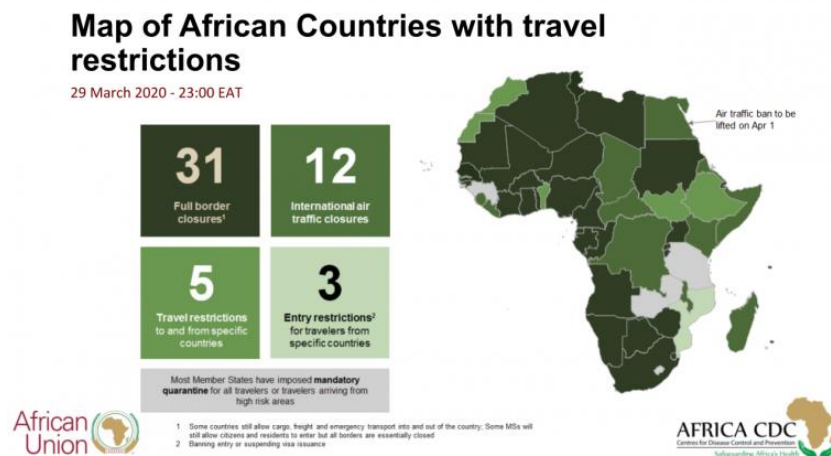 Map of African Countries with travel
restrictions
29 March 2020 - 23:00 EAT
31
Full border
closures¹
12
International air
traffic closures
5
Travel restrictions
to and from specific
countries
3
Entry restrictions²
for travelers from
specific countries
Most Member States have imposed mandatory
quarantine for all travelers or travelers arriving from
high risk areas
Air traffic ban to be
lifted on Apr 1
1 Some countries still allow cargo, freight and emergency transport into and out of the country; Some MSs will
still allow citizens and residents to enter but all borders are essentially closed
2 Banning entry or suspending visa issuance
African
Union
AFRICA CDC
Centres for Disease Control and Prevention
Safeguarding Africa's Health